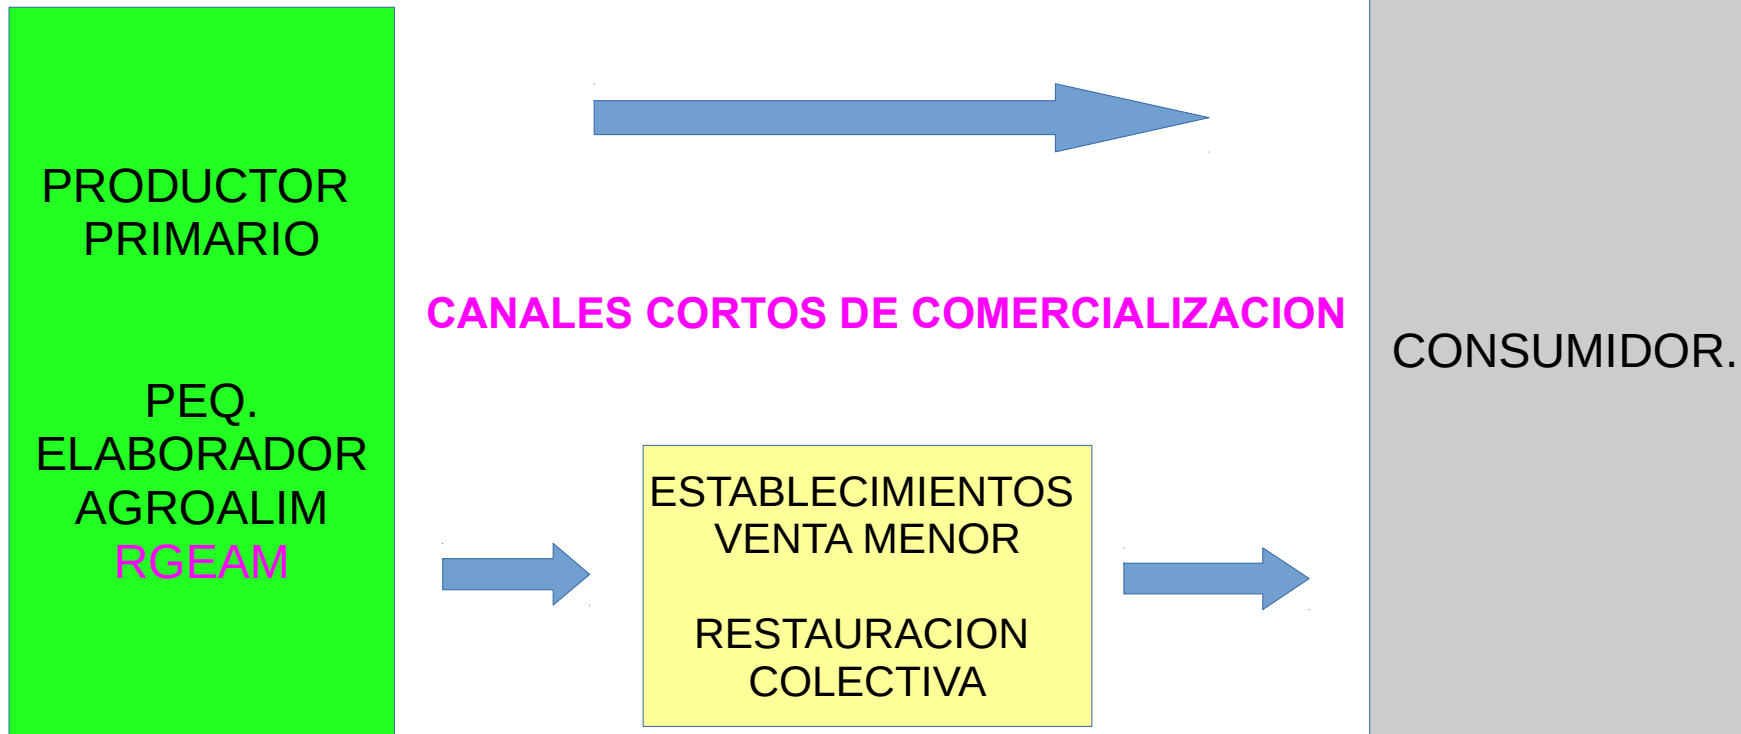 PRODUCTOR
PRIMARIO
PEQ.
ELABORADOR
AGROALIM
RGEAM
CANALES CORTOS DE COMERCIALIZACION
ESTABLECIMIENTOS
VENTA MENOR
RESTAURACION
COLECTIVA
CONSUMIDOR.